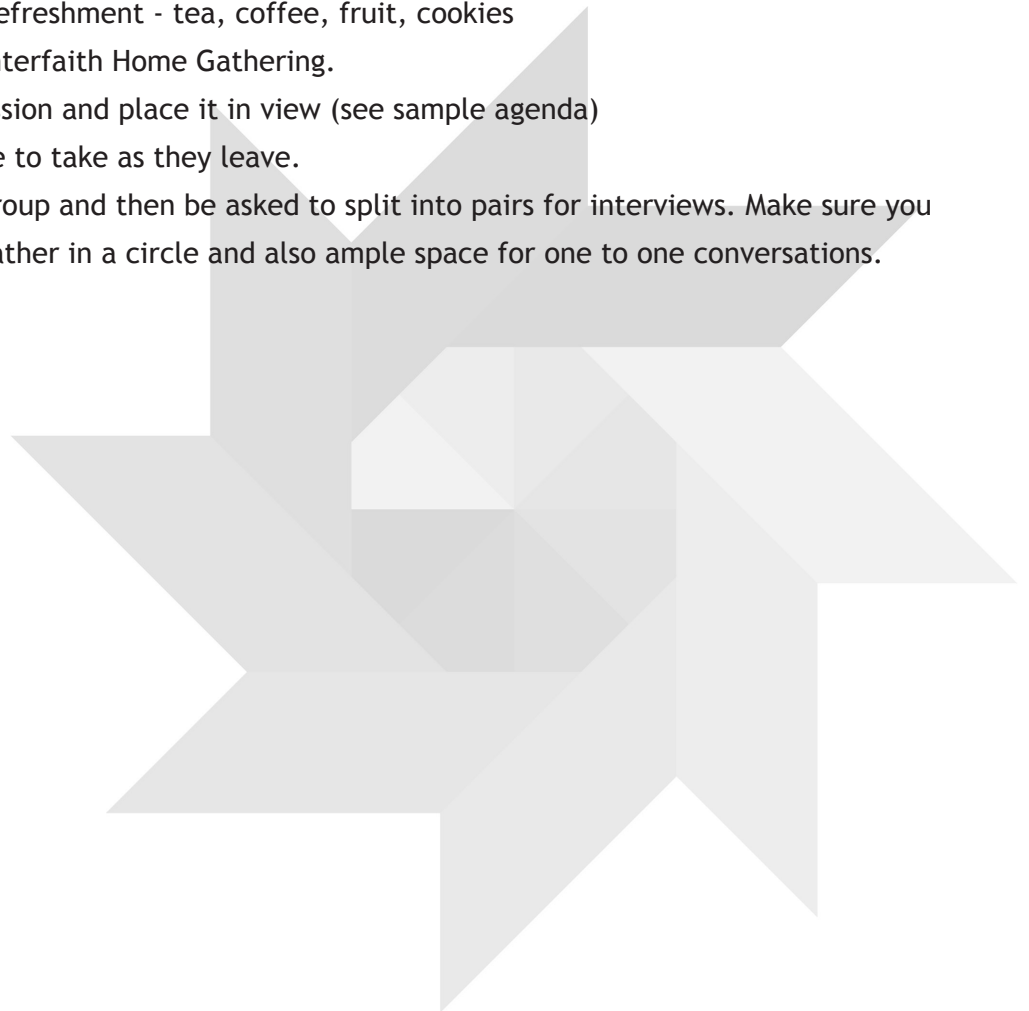 efreshment - tea, coffee, fruit, cookies
terfaith Home Gathering.
sion and place it in view (see sample agenda)
e to take as they leave.
roup and then be asked to split into pairs for interviews. Make sure you
ather in a circle and also ample space for one to one conversations.